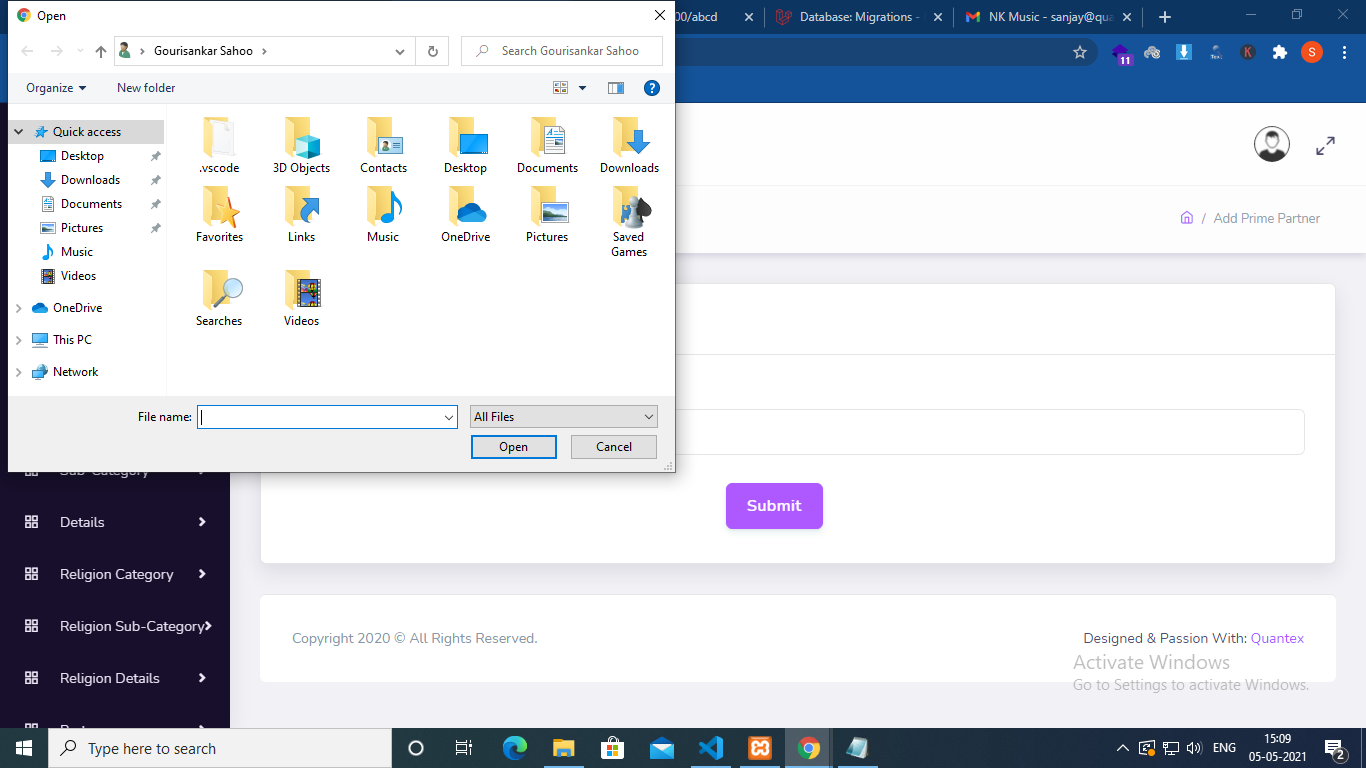 Open
00/abcd
Database: Migrations -
NK Music - sanjay@qua
Gourisankar Sahoo
Search Gourisankar Sahoo
11
K
S
Organize
New folder
Quick access
Desktop
Downloads
Documents
Pictures
Music
Videos
OneDrive
This PC
Network
.vscode
3D Objects
Contacts
Desktop
Documents
Downloads
Favorites
Links
Music
OneDrive
Pictures
Saved
Games
Searches
Videos
File name:
All Files
Open
Cancel
/ Add Prime Partner
Submit
Sub-Category
Details
Religion Category
Religion Sub-Category
Religion Details
Copyright 2020 © All Rights Reserved.
Designed & Passion With: Quantex
Activate Windows
Go to Settings to activate Windows.
Type here to search
ENG
15:09
05-05-2021
2